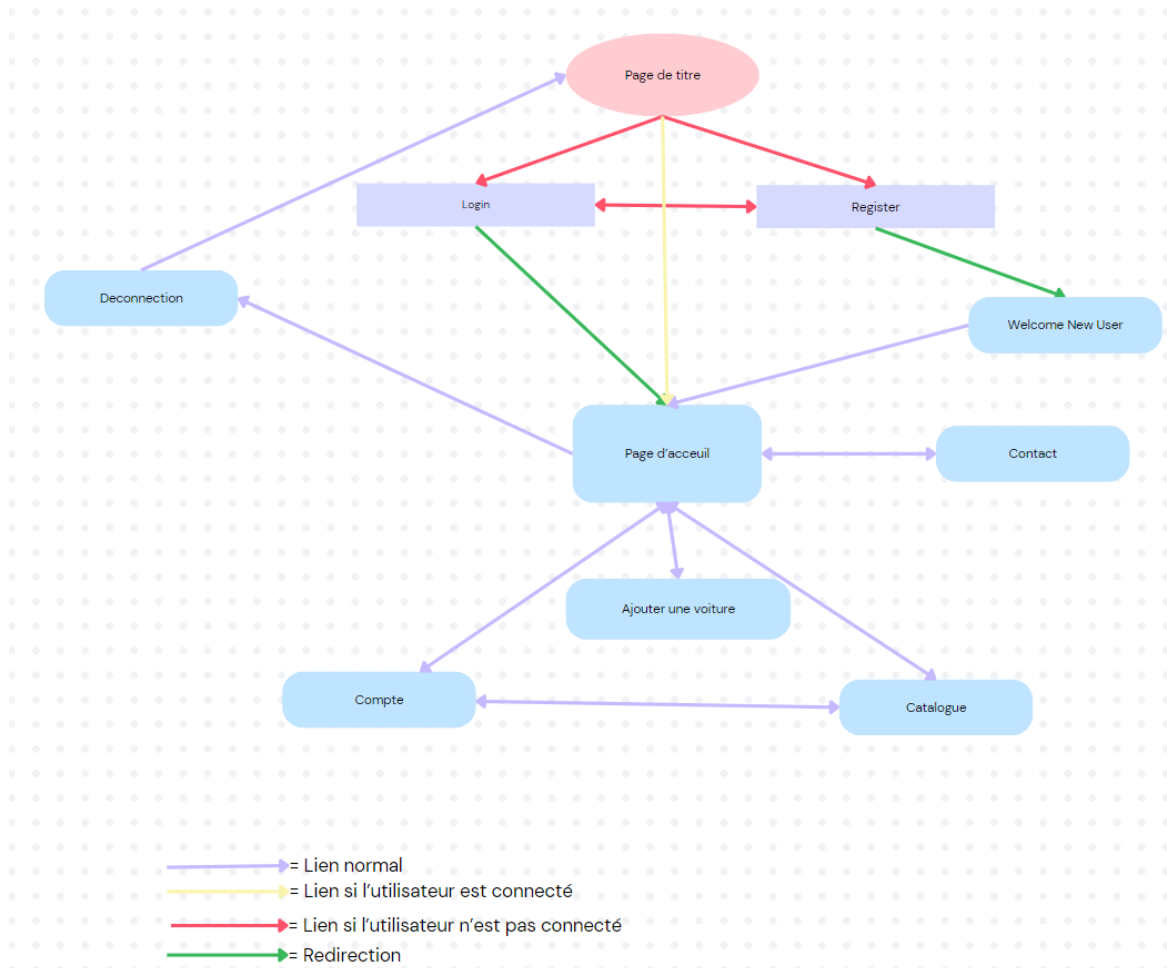 Page de titre
Login
Register
Deconnection
Welcome New User
Page d'acceuil
Contact
Ajouter une voiture
Compte
Catalogue
= Lien normal
= Lien si l'utilisateur est connecté
= Lien si l'utilisateur n'est pas connecté
= Redirection